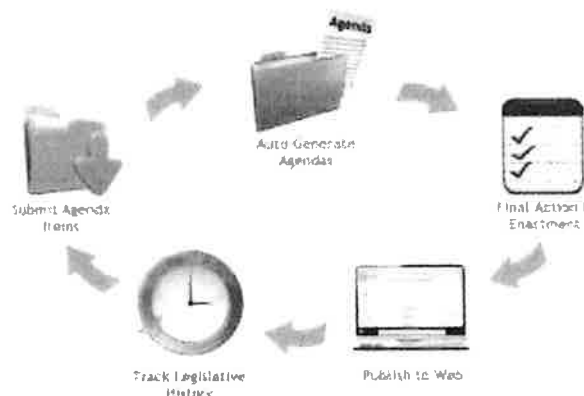 Agenda
Auto Generate
Agendas
Submit Agenda
Items
Final Action
Enactment
Track Legislative
History
Publish to Web